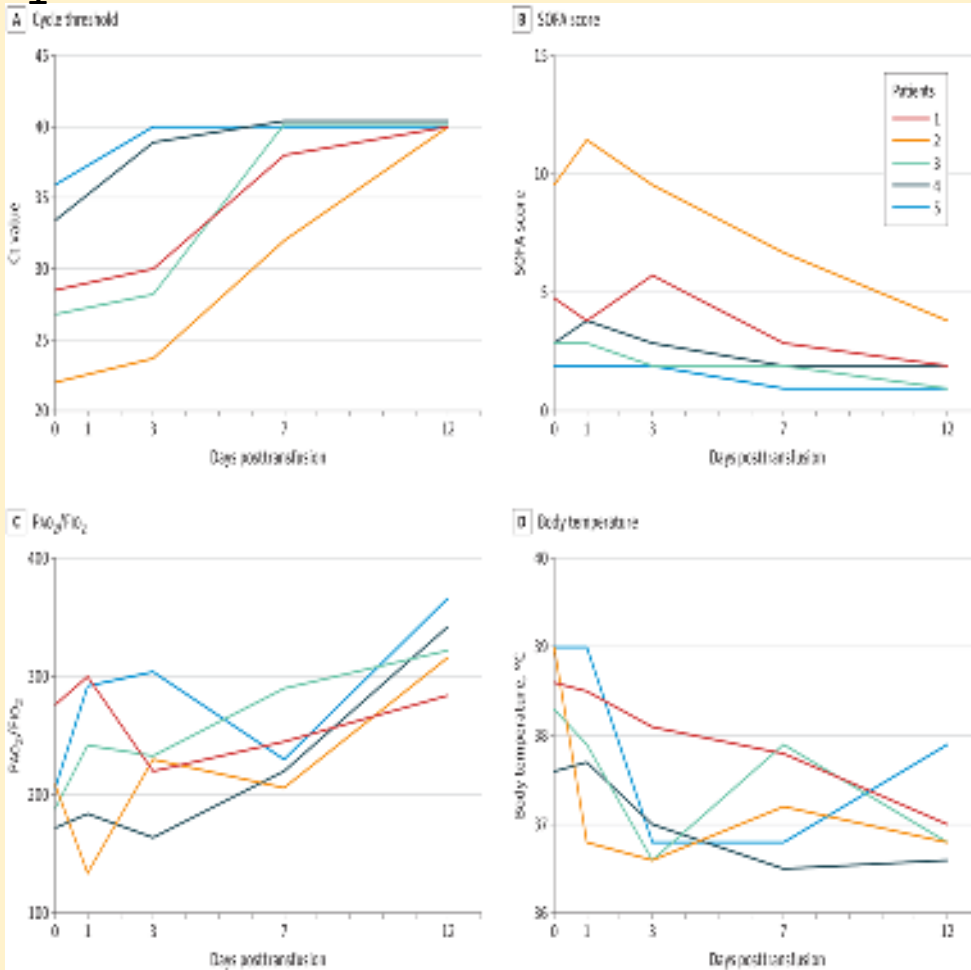 A Cycle threshold
45
40
35
30
25
20
Ct value
0 1 3 7 12
Days posttransfusion
B SOFA score
15
10
5
0
SOFA score
Patients
1
2
3
4
5
0 1 3 7 12
Days posttransfusion
C PAO2/FIO2
400
300
200
100
PAO2/FIO2
0 1 3 7 12
Days posttransfusion
D Body temperature
40
39
38
37
36
Body temperature, °C
0 1 3 7 12
Days posttransfusion